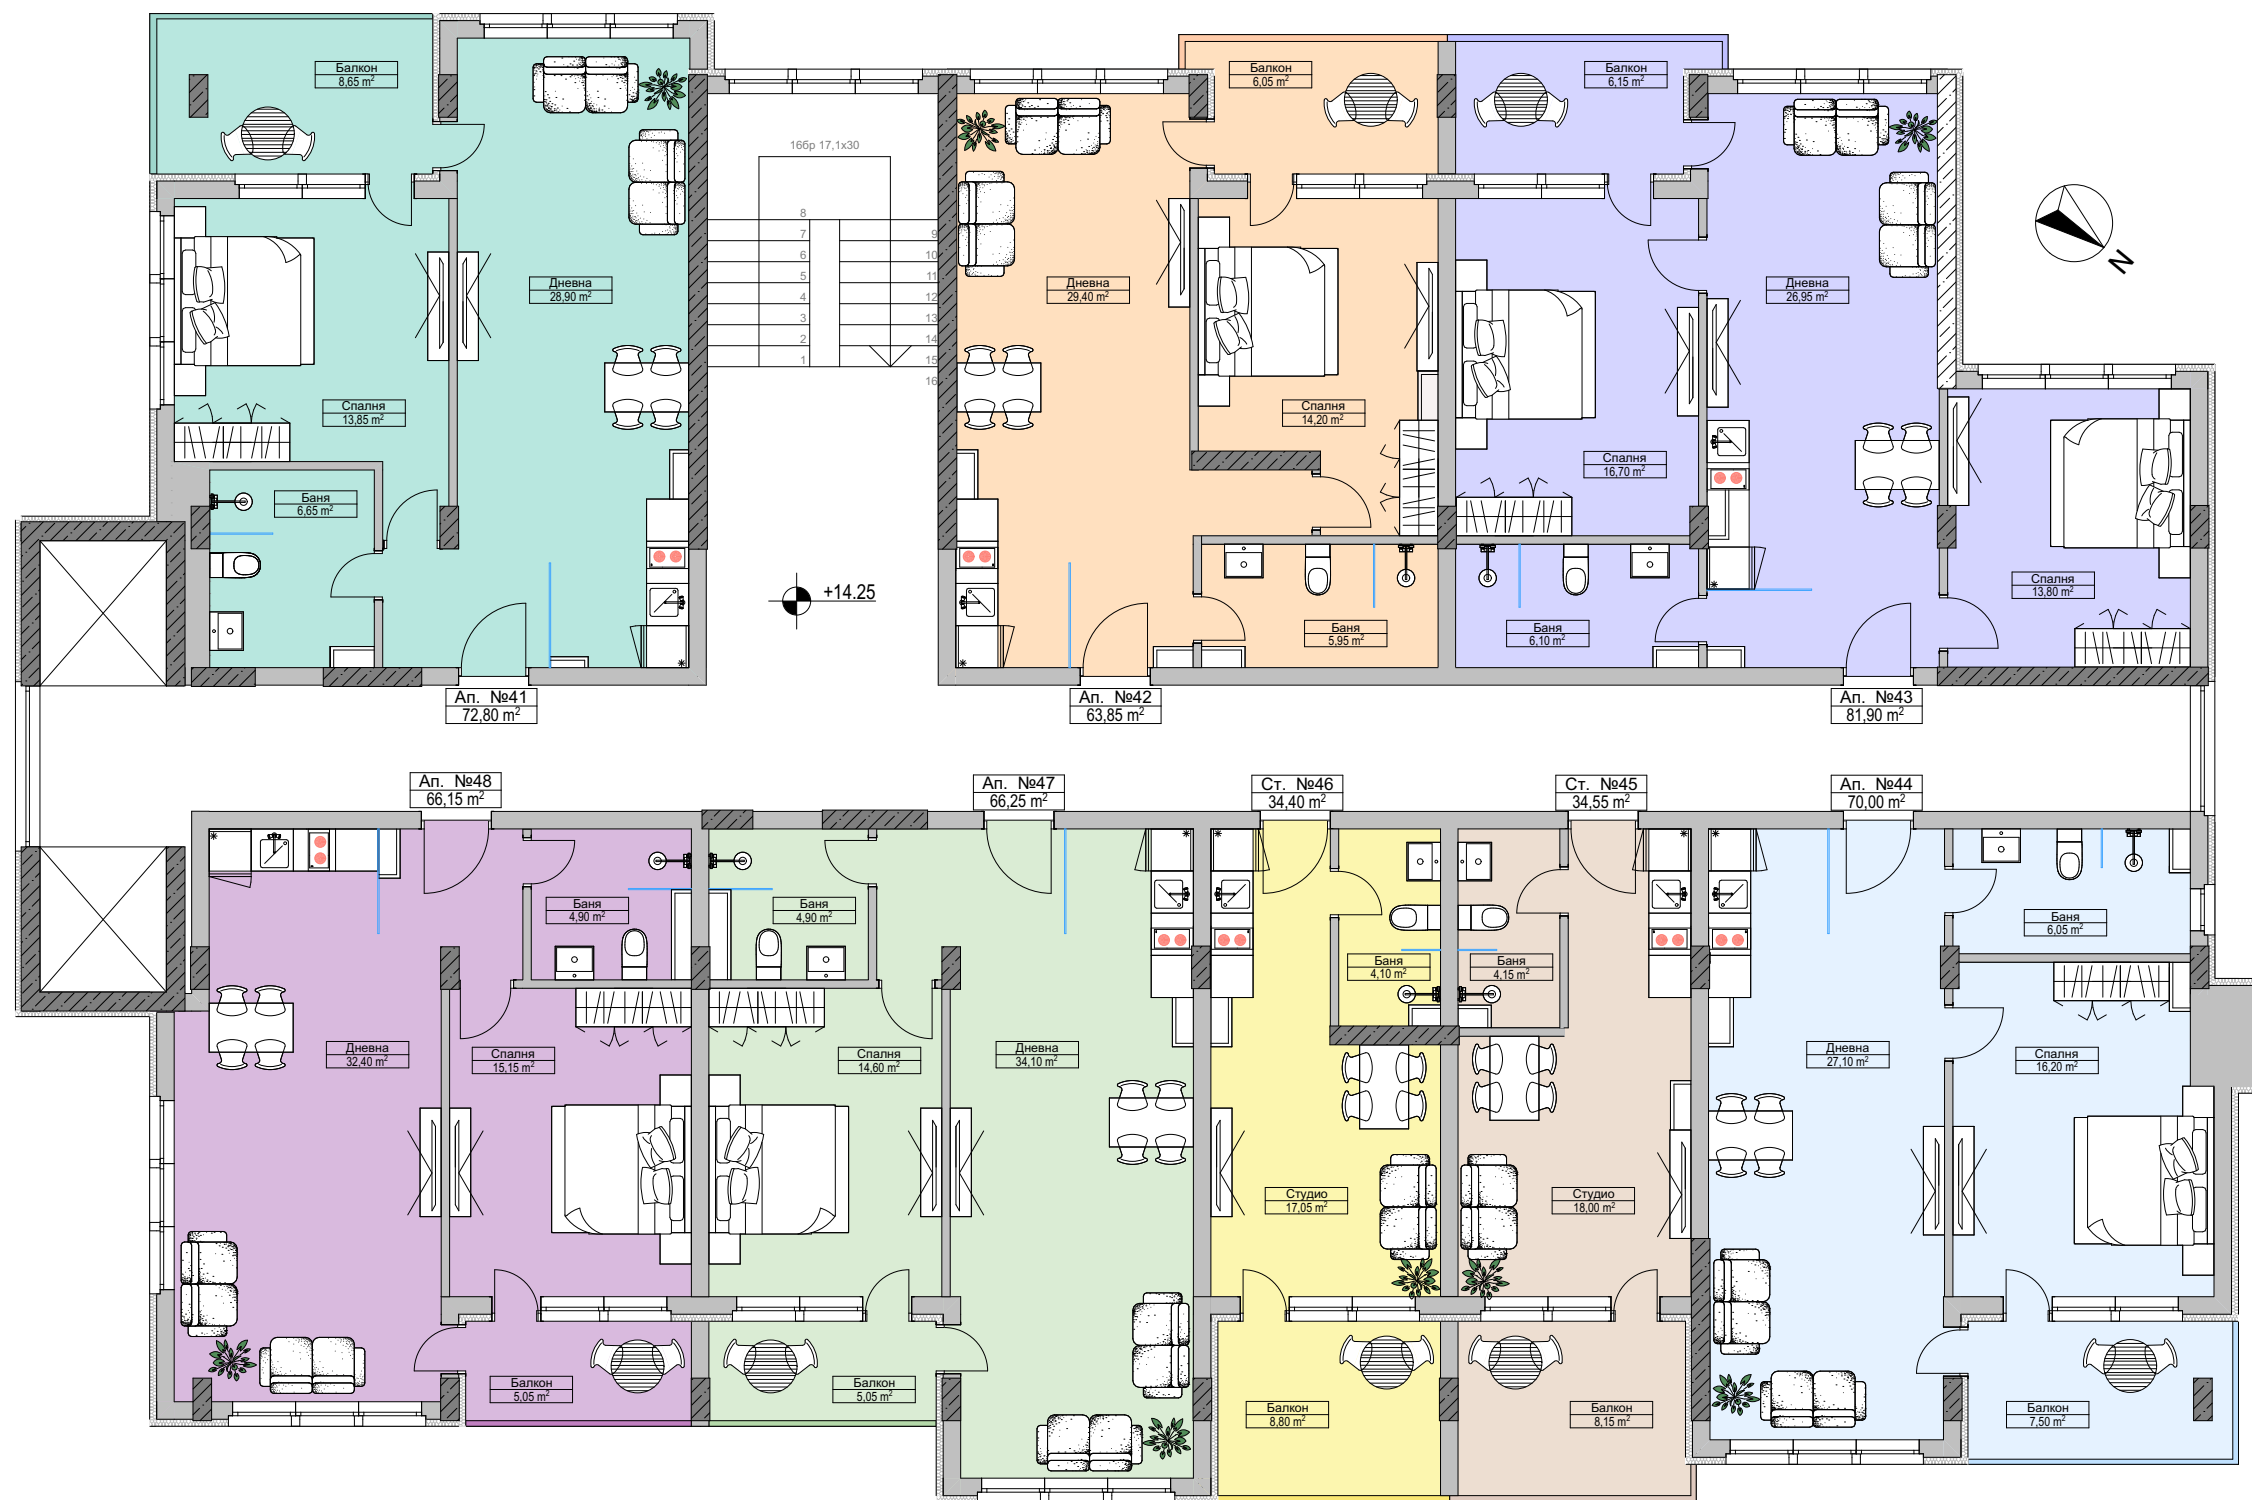 Балкон
8,65 m²
Балкон
6,05 m²
Балкон
6,15 m²
16бр 17,1x30
8
7
6
5
4
3
2
1
9
10
11
12
13
14
15
16
Дневна
28,90 m²
Дневна
29,40 m²
Дневна
26,95 m²
N
Спалня
13,85 m²
Спалня
14,20 m²
Спалня
16,70 m²
Баня
6,65 m²
Спалня
13,80 m²
+14.25
Баня
5,95 m²
Баня
6,10 m²
Ап. №41
72,80 m²
Ап. №42
63,85 m²
Ап. №43
81,90 m²
Ап. №48
66,15 m²
Ап. №47
66,25 m²
Ст. №46
34,40 m²
Ст. №45
34,55 m²
Ап. №44
70,00 m²
Баня
4,90 m²
Баня
4,90 m²
Баня
6,05 m²
Баня
4,10 m²
Баня
4,15 m²
Дневна
32,40 m²
Спалня
15,15 m²
Спалня
14,60 m²
Дневна
34,10 m²
Дневна
27,10 m²
Спалня
16,20 m²
Студио
17,05 m²
Студио
18,00 m²
Балкон
5,05 m²
Балкон
5,05 m²
Балкон
8,80 m²
Балкон
8,15 m²
Балкон
7,50 m²